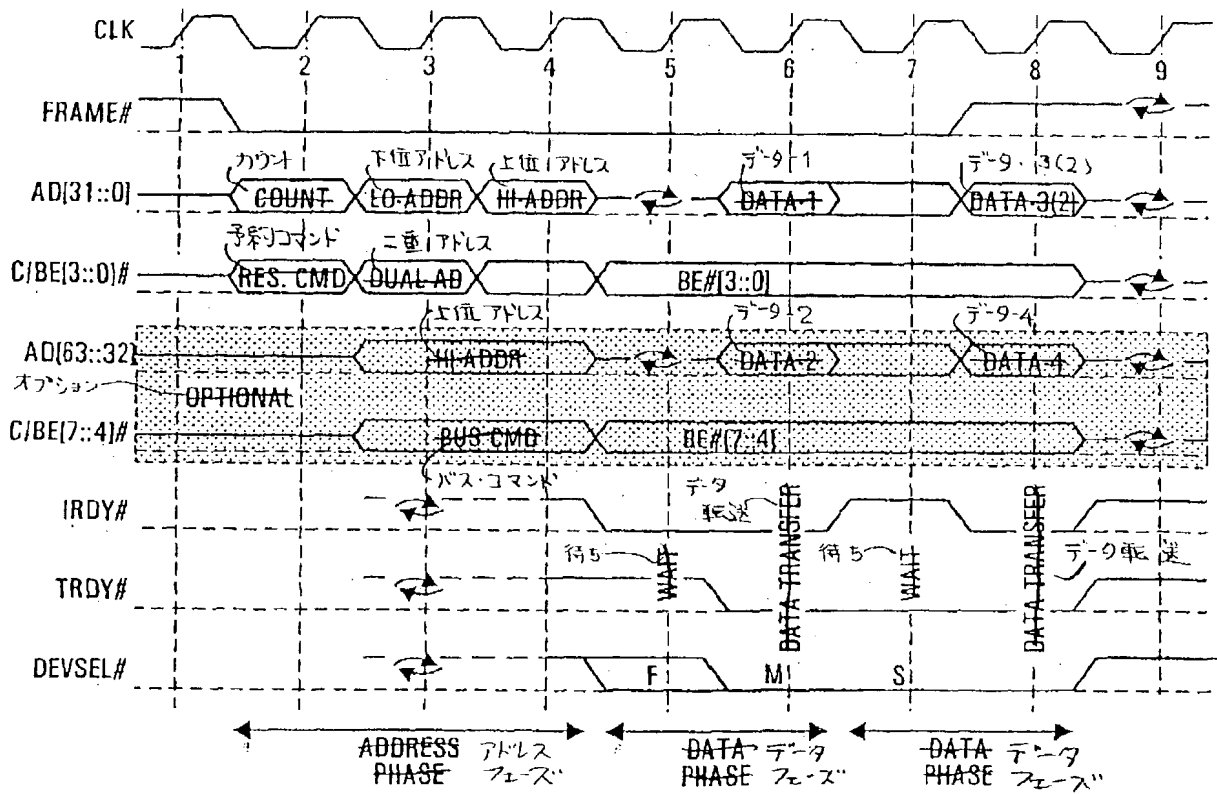 CLK
1 2 3 4 5 6 7 8 9
FRAME#
カウント 下位アドレス 上位アドレス データ-1 データ・3(2)
AD[31::0] COUNT LO-ADDR HI-ADDR DATA-1 DATA-3(2)
予約コマンド 二重アドレス
C/BE[3::0]# RES. CMD DUAL-AD BE#[3::0]
上位アドレス データ-2 データ-4
AD[63::32] HI-ADDR DATA-2 DATA-4
オプション OPTIONAL
C/BE[7::4]# BUS CMD BE#[7::4]
バス・コマンド データ転送
IRDY#
待ち WAIT DATA TRANSFER 待ち WAIT DATA TRANSFER データ転送
TRDY#
DEVSEL# F M S
ADDRESS アドレス DATA データ DATA データ
PHASE フェーズ PHASE フェーズ PHASE フェーズ